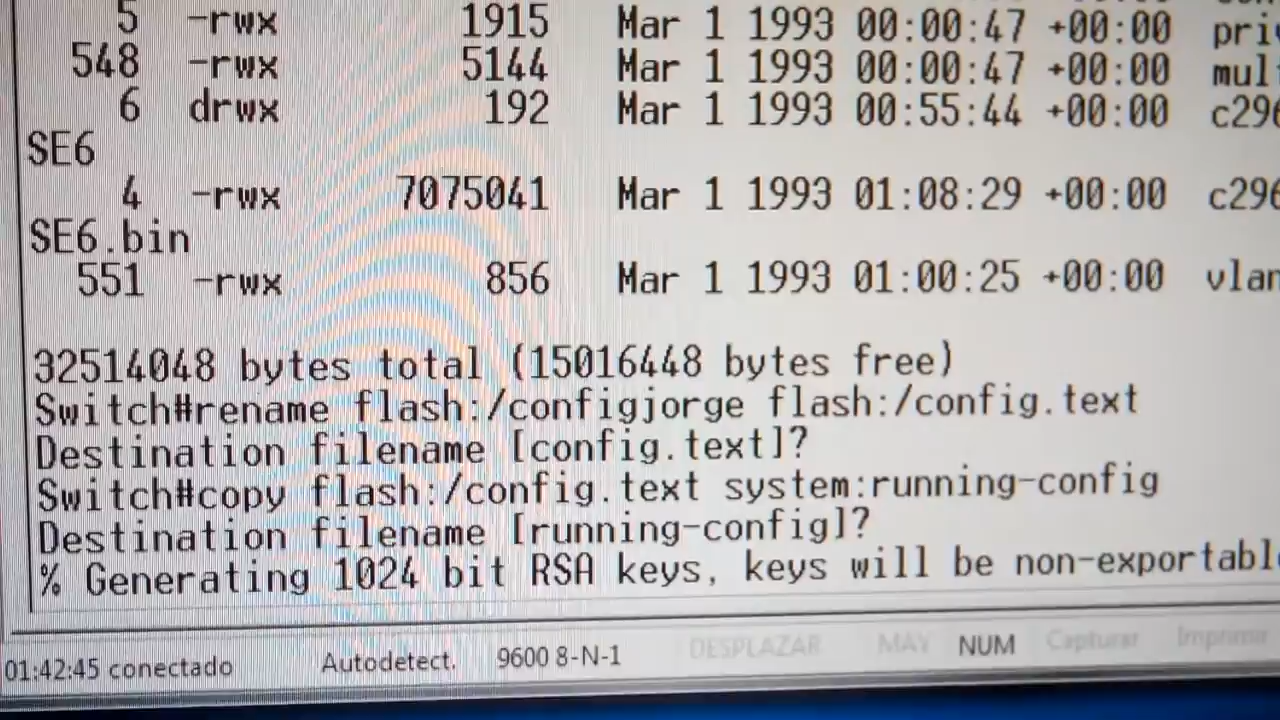 5 -rwx 1915 Mar 1 1993 00:00:47 +00:00 pri
548 -rwx 5144 Mar 1 1993 00:00:47 +00:00 mul
6 drwx 192 Mar 1 1993 00:55:44 +00:00 c296
SE6
4 -rwx 7075041 Mar 1 1993 01:08:29 +00:00 c296
SE6.bin
551 -rwx 856 Mar 1 1993 01:00:25 +00:00 vlan
32514048 bytes total (15016448 bytes free)
Switch#rename flash:/configjorge flash:/config.text
Destination filename [config.text]?
Switch#copy flash:/config.text system:running-config
Destination filename [running-config]?
% Generating 1024 bit RSA keys, keys will be non-exportable
01:42:45 conectado Autodetect. 9600 8-N-1 DESPLAZAR MAY NUM Capturar Imprimir